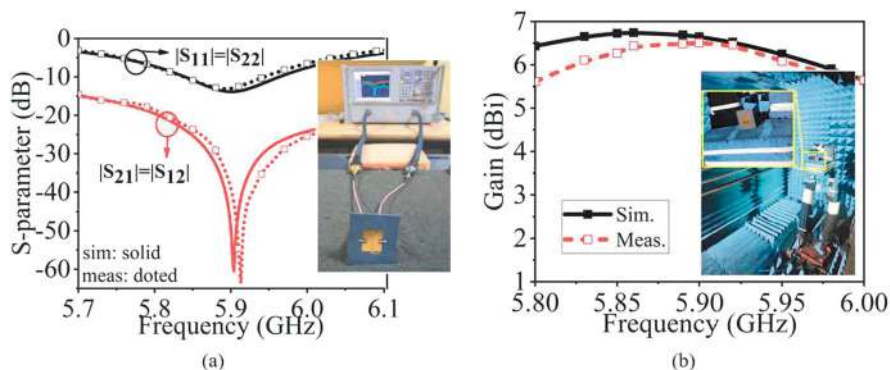 (a)
0
-10
-20
-30
-40
-50
-60
S-parameter (dB)
|S11|=|S22|
|S21|=|S12|
sim: solid
meas: doted
5.7 5.8 5.9 6.0 6.1
Frequency (GHz)
(a)
(b)
7
6
5
4
3
2
1
Gain (dBi)
Sim.
Meas.
5.80 5.85 5.90 5.95 6.00
Frequency (GHz)
(b)